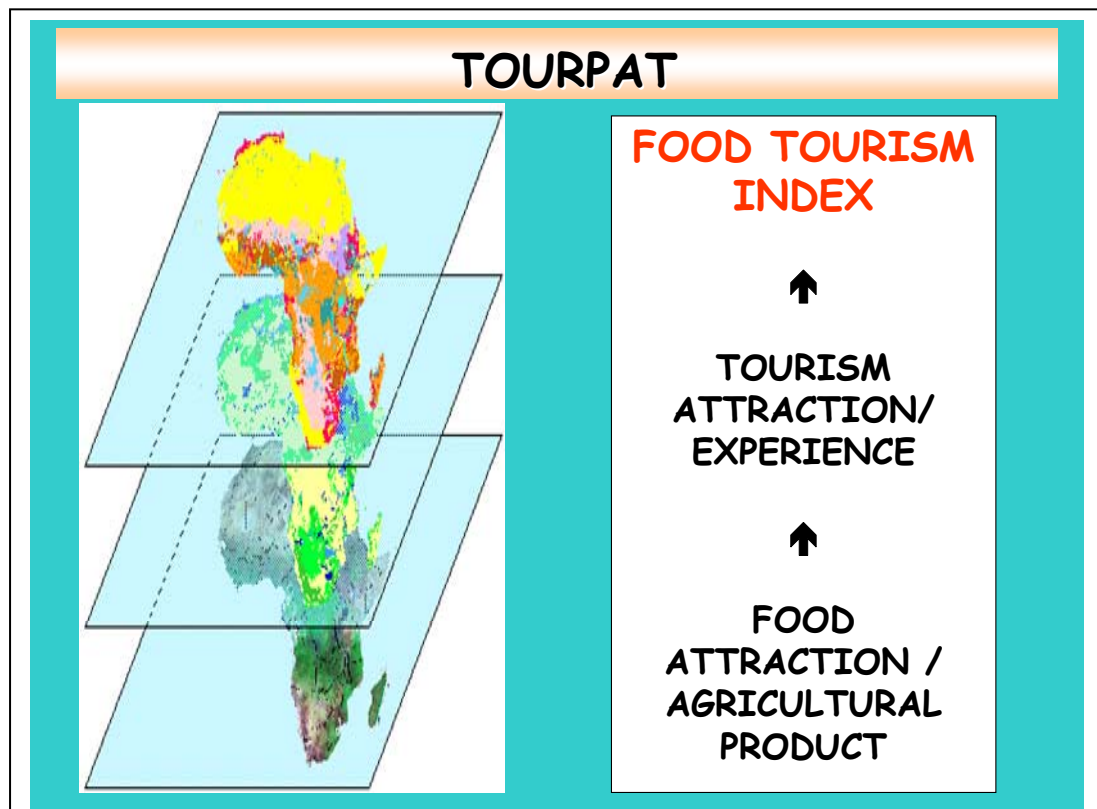 TOURPAT
FOOD TOURISM
INDEX
↑
TOURISM
ATTRACTION/
EXPERIENCE
↑
FOOD
ATTRACTION /
AGRICULTURAL
PRODUCT